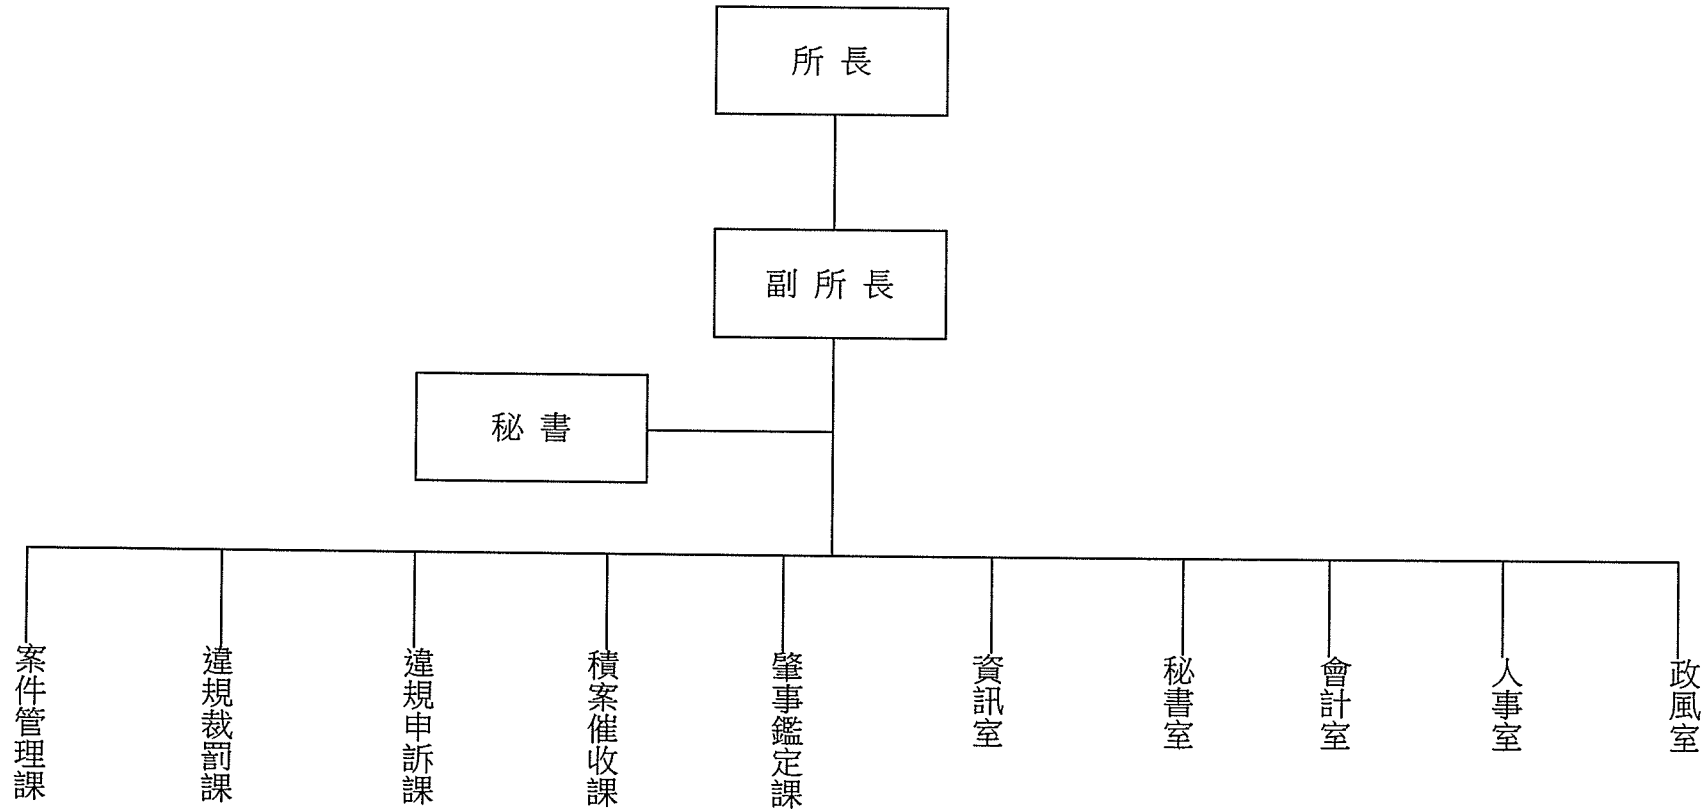 所長
副所長
秘書
案件管理課
違規裁罰課
違規申訴課
積案催收課
肇事鑑定課
資訊室
秘書室
會計室
人事室
政風室